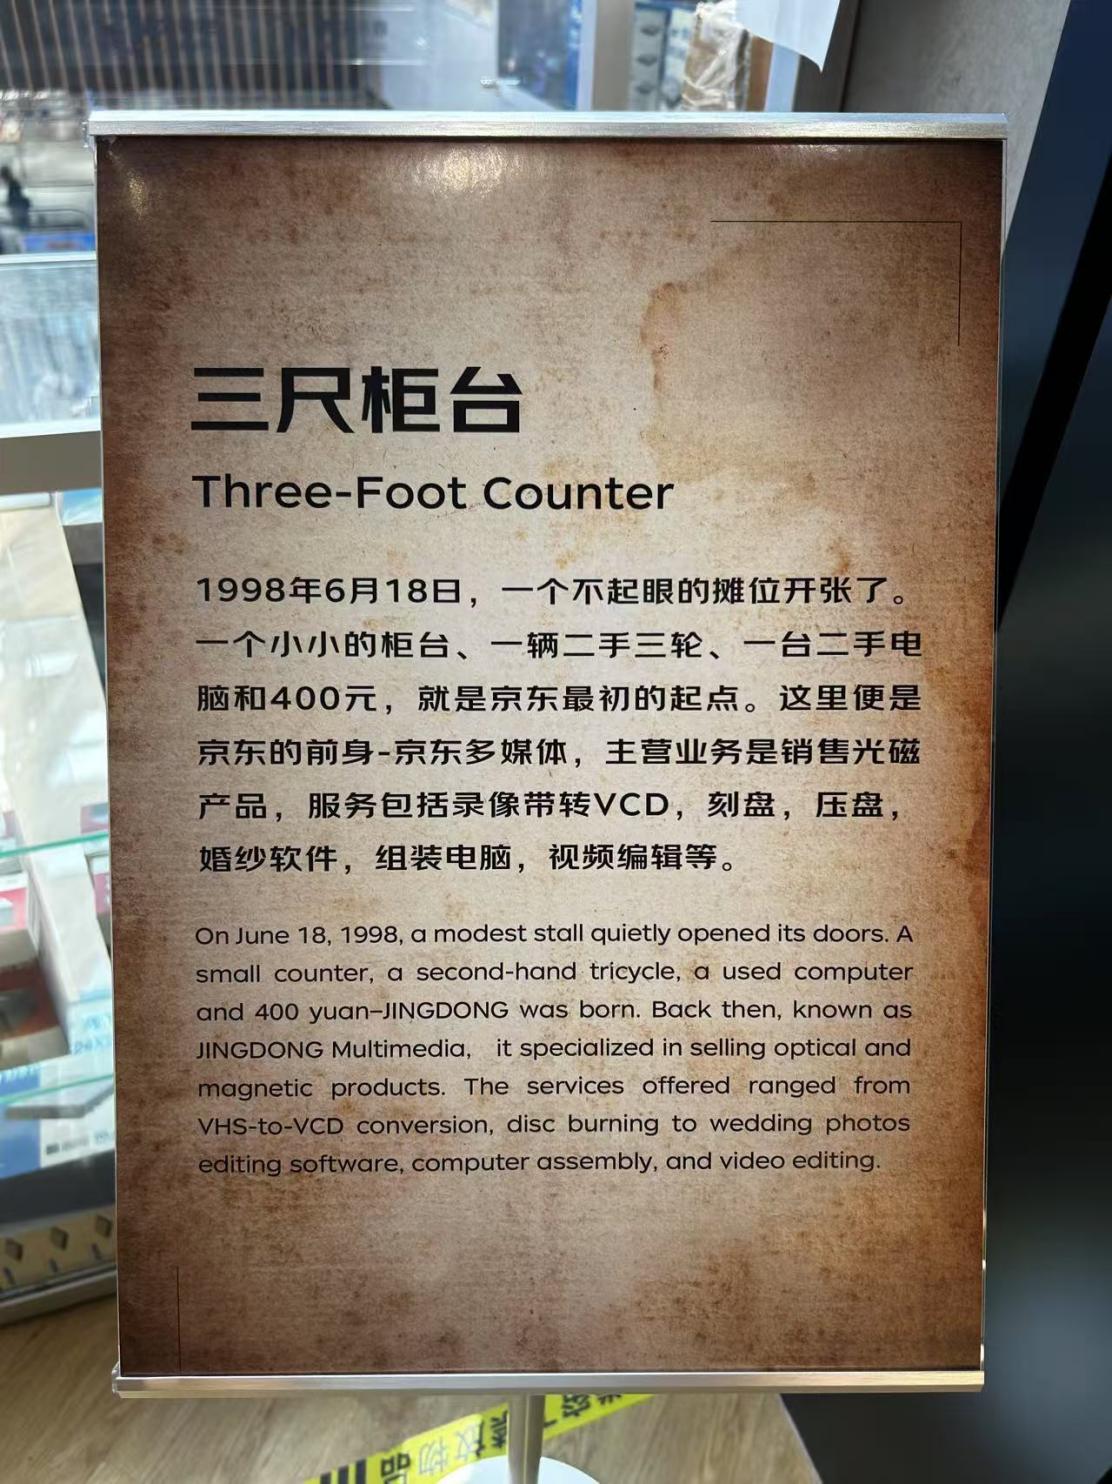 三尺柜台
Three-Foot Counter
1998年6月18日，一个不起眼的摊位开张了。
一个小小的柜台、一辆二手三轮、一台二手电
脑和400元，就是京东最初的起点。这里便是
京东的前身-京东多媒体，主营业务是销售光磁
产品，服务包括录像带转VCD，刻盘，压盘，
婚纱软件，组装电脑，视频编辑等。
On June 18, 1998, a modest stall quietly opened its doors. A
small counter, a second-hand tricycle, a used computer
and 400 yuan–JINGDONG was born. Back then, known as
JINGDONG Multimedia, it specialized in selling optical and
magnetic products. The services offered ranged from
VHS-to-VCD conversion, disc burning to wedding photos
editing software, computer assembly, and video editing.